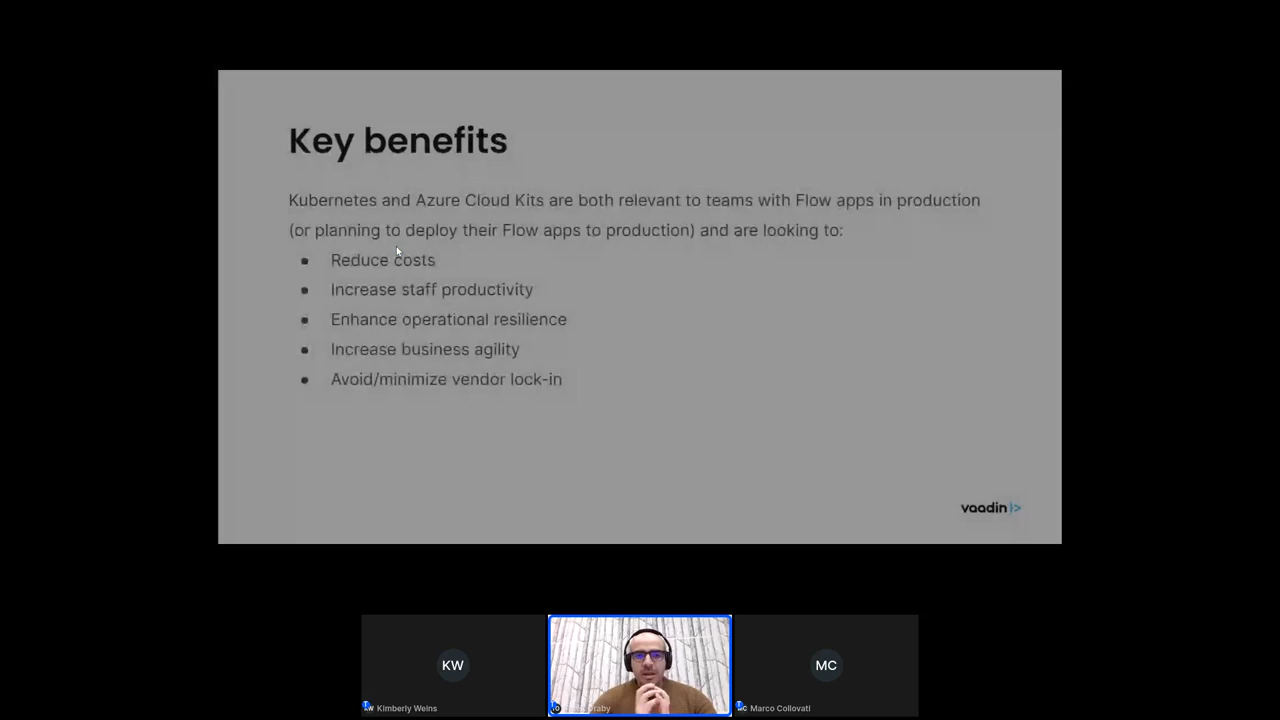 Key benefits
Kubernetes and Azure Cloud Kits are both relevant to teams with Flow apps in production
(or planning to deploy their Flow apps to production) and are looking to:
Reduce costs
Increase staff productivity
Enhance operational resilience
Increase business agility
Avoid/minimize vendor lock-in
vaadin
KW
MC
Kimberly Weins
Marco Collovati